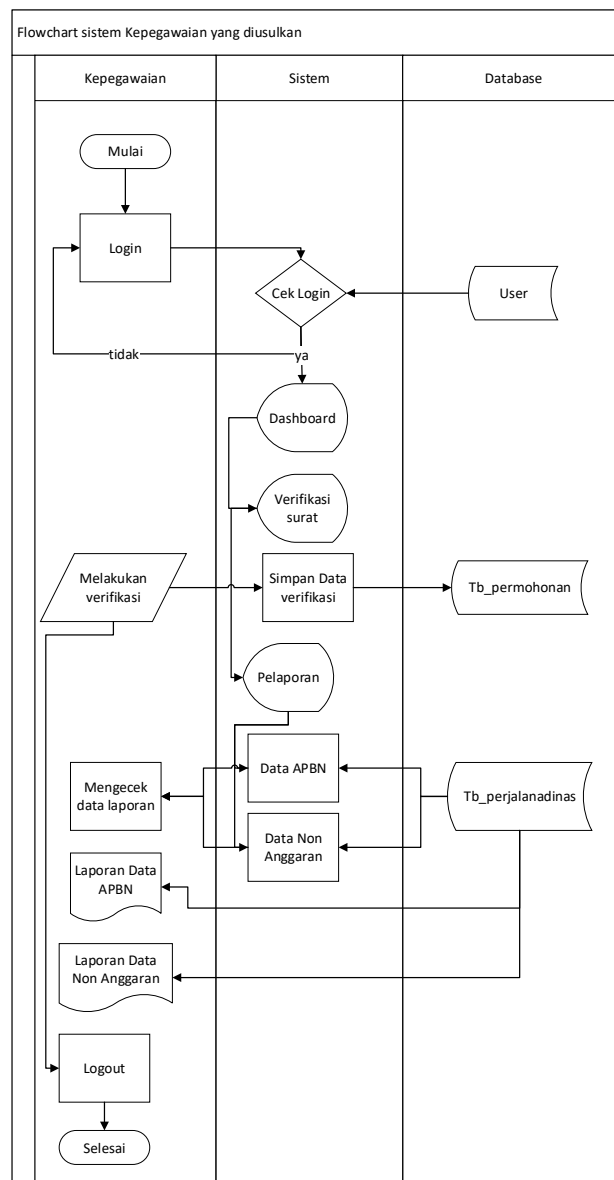 Flowchart sistem Kepegawaian yang diusulkan
Kepegawaian
Sistem
Database
Mulai
Login
Cek Login
User
tidak
ya
Dashboard
Verifikasi
surat
Melakukan
verifikasi
Simpan Data
verifikasi
Tb_permohonan
Pelaporan
Mengecek
data laporan
Data APBN
Tb_perjalanadinas
Data Non
Anggaran
Laporan Data
APBN
Laporan Data
Non Anggaran
Logout
Selesai